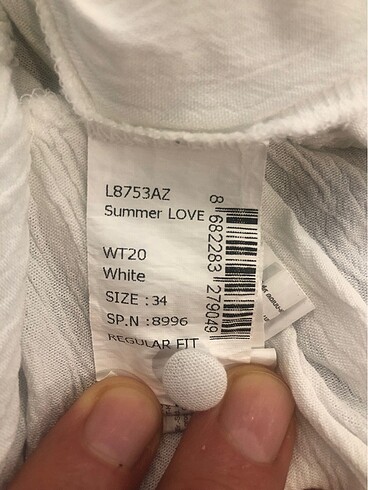 L8753AZ
Summer LOVE
WT20
White
SIZE : 34
SP.N : 8996
REGULAR FIT
8 682283 279049